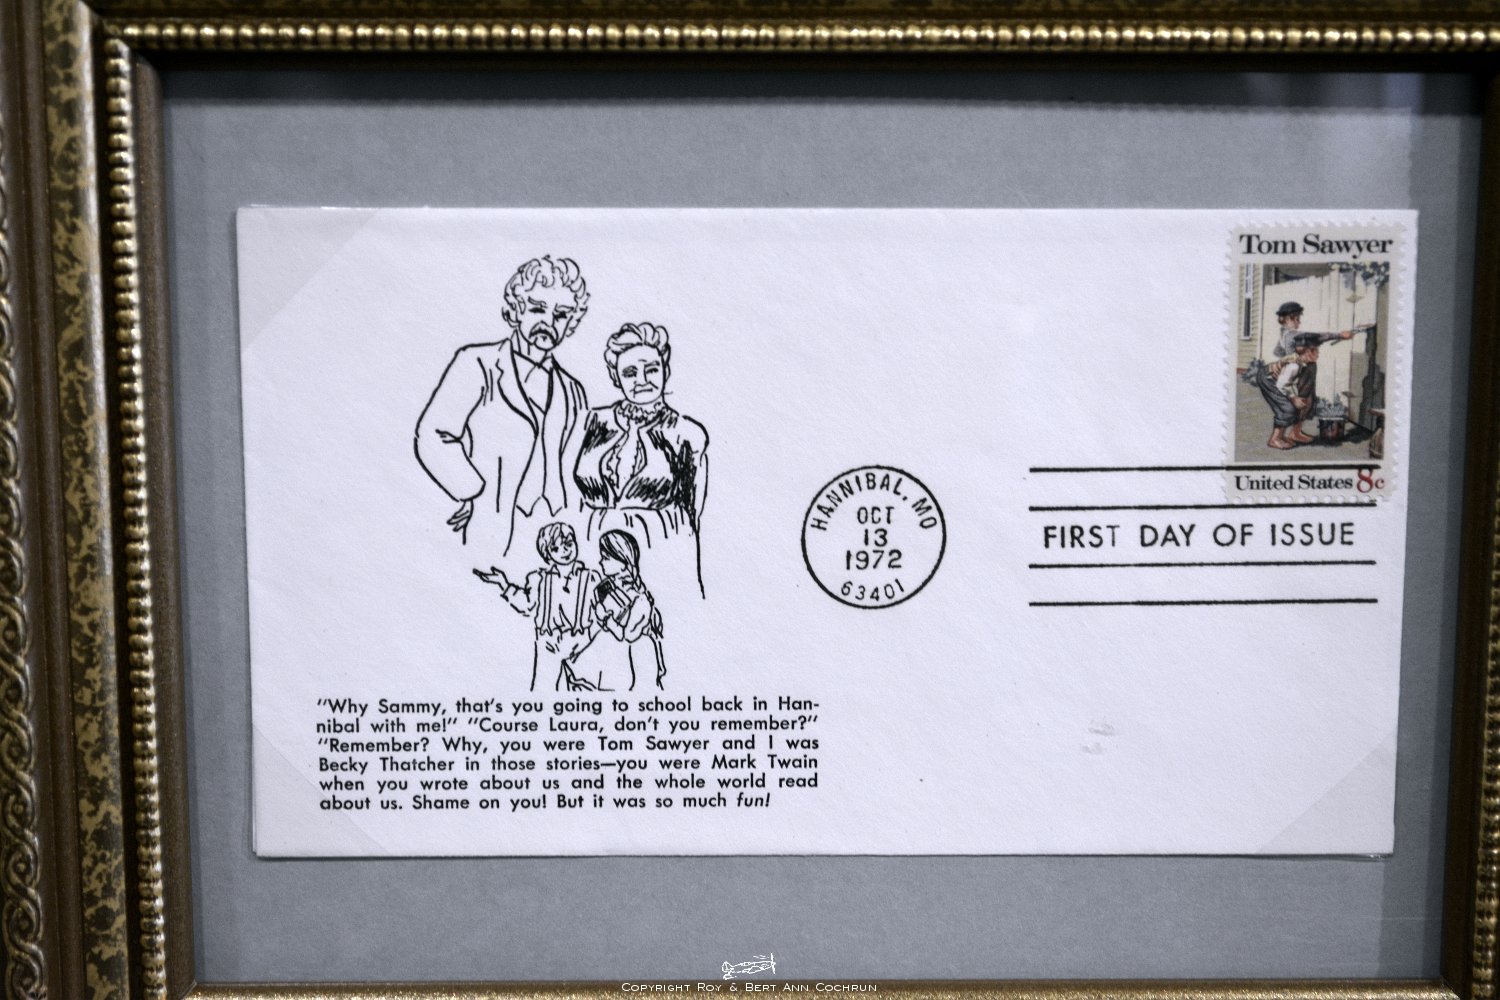 Tom Sawyer
United States 8c
HANNIBAL, MO
OCT
13
1972
63401
FIRST DAY OF ISSUE
"Why Sammy, that's you going to school back in Han-
nibal with me!" "Course Laura, don't you remember?"
"Remember? Why, you were Tom Sawyer and I was
Becky Thatcher in those stories—you were Mark Twain
when you wrote about us and the whole world read
about us. Shame on you! But it was so much fun!
Copyright Roy & Bert Ann Cochrun